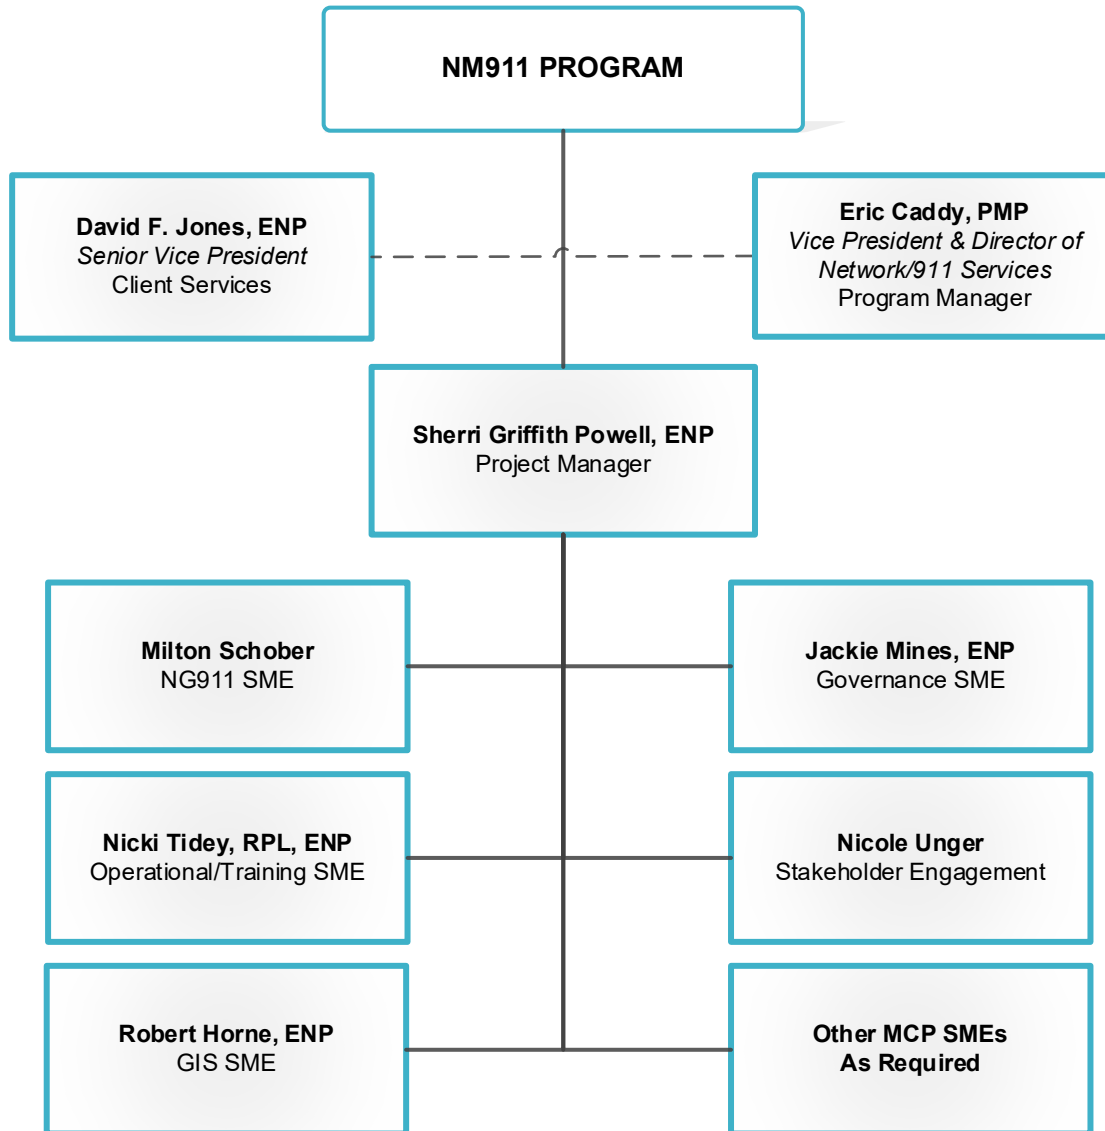 NM911 PROGRAM
David F. Jones, ENP
Senior Vice President
Client Services
Eric Caddy, PMP
Vice President & Director of
Network/911 Services
Program Manager
Sherri Griffith Powell, ENP
Project Manager
Milton Schober
NG911 SME
Jackie Mines, ENP
Governance SME
Nicki Tidey, RPL, ENP
Operational/Training SME
Nicole Unger
Stakeholder Engagement
Robert Horne, ENP
GIS SME
Other MCP SMEs
As Required